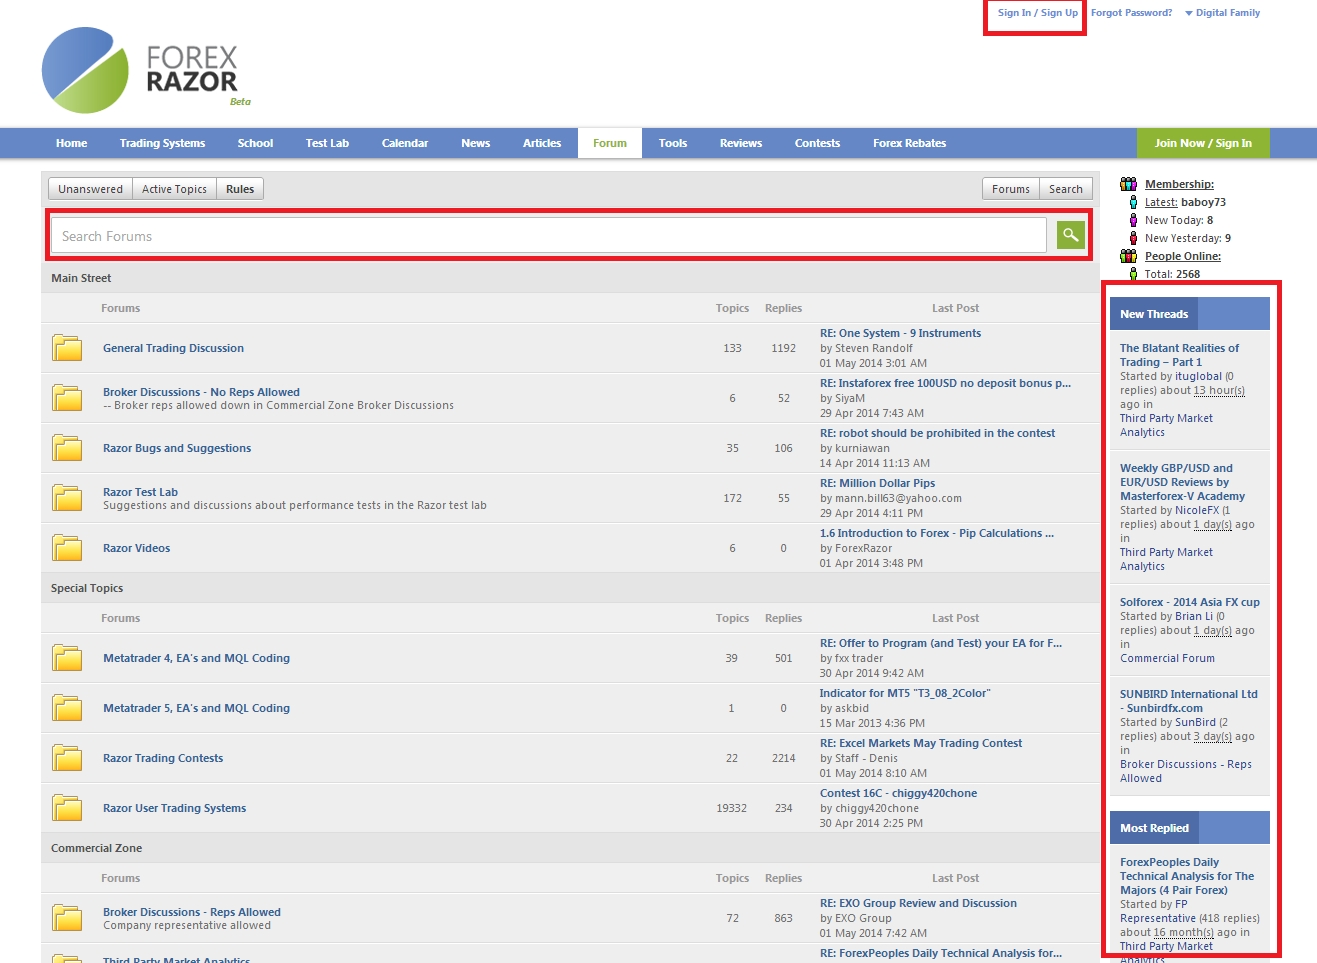 Sign In / Sign Up Forgot Password? Digital Family
FOREX
RAZOR
Beta
Home Trading Systems School Test Lab Calendar News Articles Forum Tools Reviews Contests Forex Rebates Join Now / Sign In
Unanswered Active Topics Rules Forums Search
Search Forums
Main Street
Forums Topics Replies Last Post
General Trading Discussion 133 1192
RE: One System - 9 Instruments
by Steven Randolf
01 May 2014 3:01 AM
Broker Discussions - No Reps Allowed
-- Broker reps allowed down in Commercial Zone Broker Discussions
6 52
RE: Instaforex free 100USD no deposit bonus p...
by SiyaM
29 Apr 2014 7:43 AM
Razor Bugs and Suggestions 35 106
RE: robot should be prohibited in the contest
by kurniawan
14 Apr 2014 11:13 AM
Razor Test Lab
Suggestions and discussions about performance tests in the Razor test lab
172 55
RE: Million Dollar Pips
by mann.bill63@yahoo.com
29 Apr 2014 4:11 PM
Razor Videos 6 0
1.6 Introduction to Forex - Pip Calculations ...
by ForexRazor
01 Apr 2014 3:48 PM
Special Topics
Forums Topics Replies Last Post
Metatrader 4, EA's and MQL Coding 39 501
RE: Offer to Program (and Test) your EA for F...
by fxx trader
30 Apr 2014 9:42 AM
Metatrader 5, EA's and MQL Coding 1 0
Indicator for MT5 "T3_08_2Color"
by askbid
15 Mar 2013 4:36 PM
Razor Trading Contests 22 2214
RE: Excel Markets May Trading Contest
by Staff - Denis
01 May 2014 8:10 AM
Razor User Trading Systems 19332 234
Contest 16C - chiggy420chone
by chiggy420chone
30 Apr 2014 2:25 PM
Commercial Zone
Forums Topics Replies Last Post
Broker Discussions - Reps Allowed
Company representative allowed
72 863
RE: EXO Group Review and Discussion
by EXO Group
01 May 2014 7:42 AM
Third Party Market Analytics
RE: ForexPeoples Daily Technical Analysis for...
Membership:
Latest: baboy73
New Today: 8
New Yesterday: 9
People Online:
Total: 2568
New Threads
The Blatant Realities of
Trading – Part 1
Started by ituglobal (0
replies) about 13 hour(s)
ago in
Third Party Market
Analytics
Weekly GBP/USD and
EUR/USD Reviews by
Masterforex-V Academy
Started by NicoleFX (1
replies) about 1 day(s) ago
in
Third Party Market
Analytics
Solforex - 2014 Asia FX cup
Started by Brian Li (0
replies) about 1 day(s) ago
in
Commercial Forum
SUNBIRD International Ltd
- Sunbirdfx.com
Started by SunBird (2
replies) about 3 day(s) ago
in
Broker Discussions - Reps
Allowed
Most Replied
ForexPeoples Daily
Technical Analysis for The
Majors (4 Pair Forex)
Started by FP
Representative (418 replies)
about 16 month(s) ago in
Third Party Market
Analytics